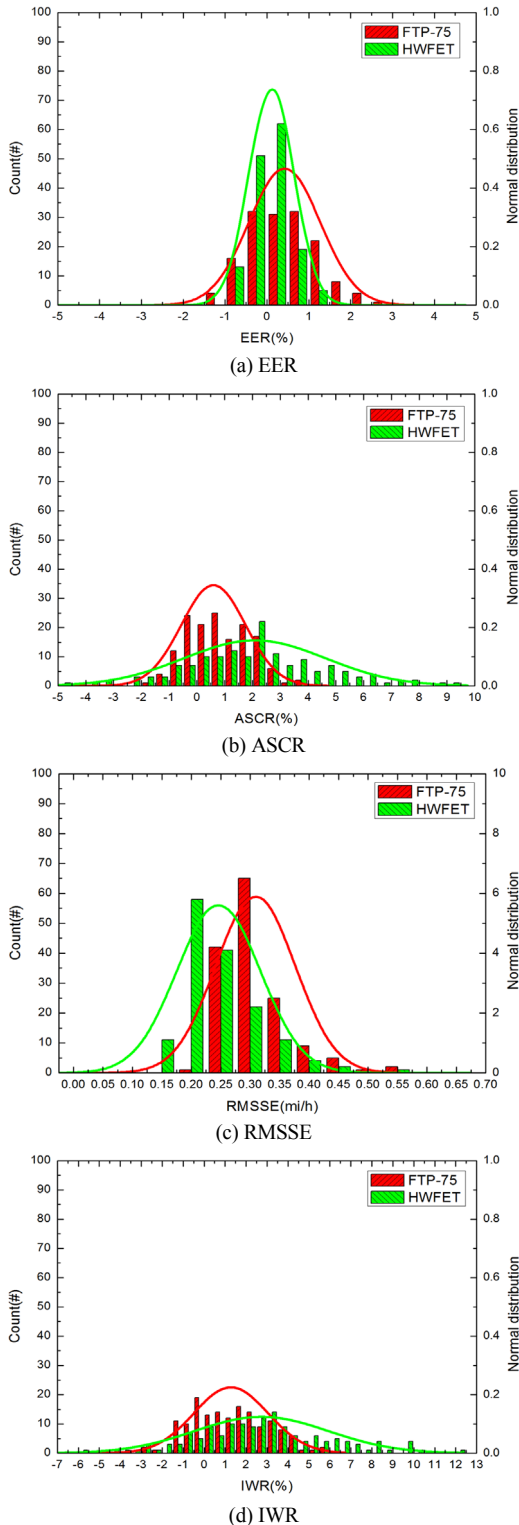 100 1.0
FTP-75
90 HWFET
80 0.8
70
60 0.6
50
40 0.4
30
20 0.2
10
0 0.0
-5 -4 -3 -2 -1 0 1 2 3 4 5
Count(#)
Normal distribution
EER(%)
(a) EER
100 1.0
FTP-75
90 HWFET
80 0.8
70
60 0.6
50
40 0.4
30
20 0.2
10
0 0.0
-5 -4 -3 -2 -1 0 1 2 3 4 5 6 7 8 9 10
Count(#)
Normal distribution
ASCR(%)
(b) ASCR
100 10
FTP-75
90 HWFET
80 8
70
60 6
50
40 4
30
20 2
10
0 0
0.00 0.05 0.10 0.15 0.20 0.25 0.30 0.35 0.40 0.45 0.50 0.55 0.60 0.65 0.70
Count(#)
Normal distribution
RMSSE(mi/h)
(c) RMSSE
100 1.0
FTP-75
90 HWFET
80 0.8
70
60 0.6
50
40 0.4
30
20 0.2
10
0 0.0
-7 -6 -5 -4 -3 -2 -1 0 1 2 3 4 5 6 7 8 9 10 11 12 13
Count(#)
Normal distribution
IWR(%)
(d) IWR